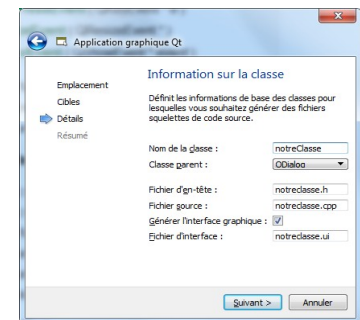 Application graphique Qt
Information sur la classe
Emplacement
Cibles
Détails
Résumé
Définit les informations de base des classes pour
lesquelles vous souhaitez générer des fichiers
squelettes de code source.
Nom de la classe : notreClasse
Classe parent : QDialog
Fichier d'en-tête : notreclasse.h
Fichier source : notreclasse.cpp
Générer l'interface graphique :
Fichier d'interface : notreclasse.ui
Suivant > Annuler